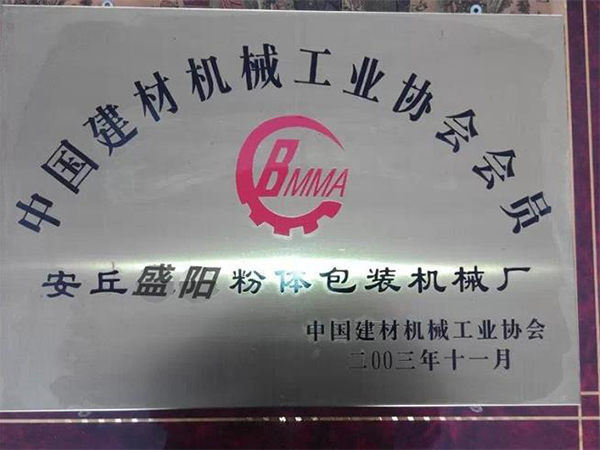 中国建材机械工业协会会员
BMMA
安丘盛阳粉体包装机械厂
中国建材机械工业协会
二00三年十一月